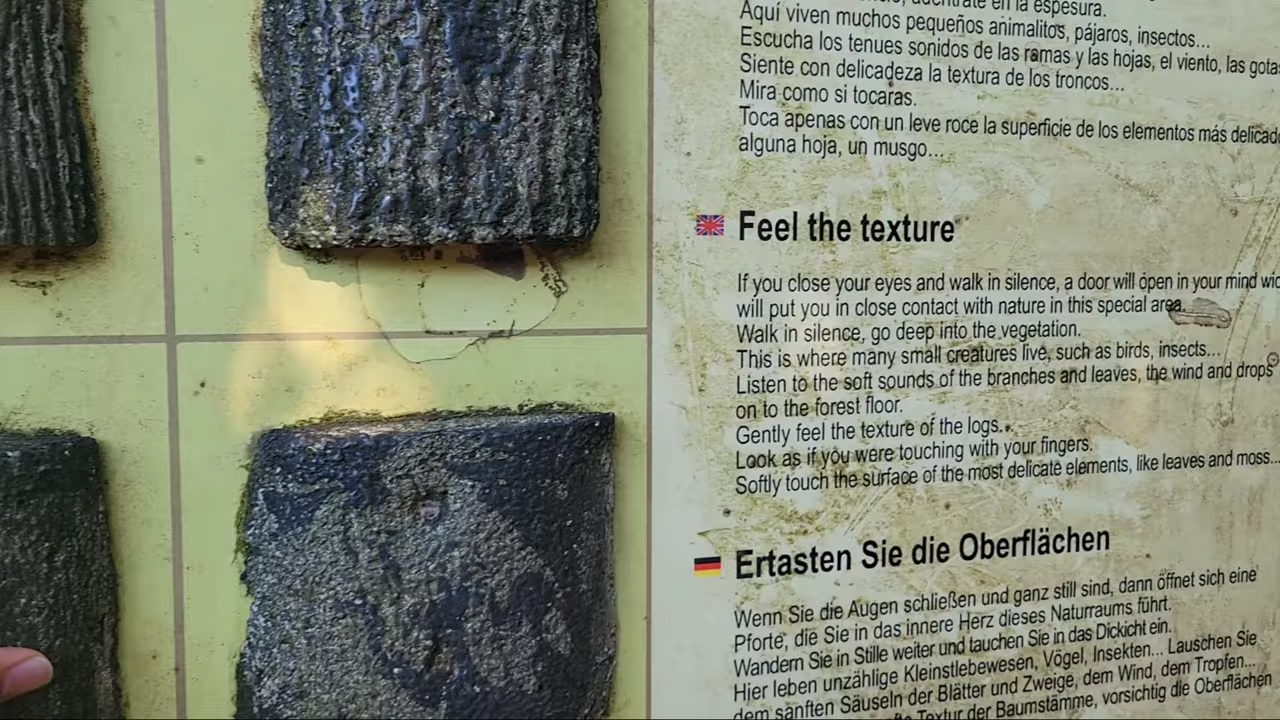 adéntrate en la espesura.
Aquí viven muchos pequeños animalitos, pájaros, insectos...
Escucha los tenues sonidos de las ramas y las hojas, el viento, las
Siente con delicadeza la textura de los troncos...
Mira como si tocaras.
Toca apenas con un leve roce la superficie de los elementos más
alguna hoja, un musgo...
Feel the texture
If you close your eyes and walk in silence, a door will open in your mind
will put you in close contact with nature in this special area.
Walk in silence, go deep into the vegetation.
This is where many small creatures live, such as birds, insects...
Listen to the soft sounds of the branches and leaves, the wind and drops
on to the forest floor.
Gently feel the texture of the logs...
Look as if you were touching with your fingers.
Softly touch the surface of the most delicate elements, like leaves and moss...
Ertasten Sie die Oberflächen
Wenn Sie die Augen schließen und ganz still sind, dann öffnet sich eine
Pforte, die Sie in das innere Herz dieses Naturraums führt.
Wandern Sie in Stille weiter und tauchen Sie in das Dickicht ein.
Hier leben unzählige Kleinstlebewesen, Vögel, Insekten... Lauschen Sie
dem sanften Säuseln der Blätter und Zweige, dem Wind, dem Tropfen...
Textur der Baumstämme, vorsichtig die Oberflächen